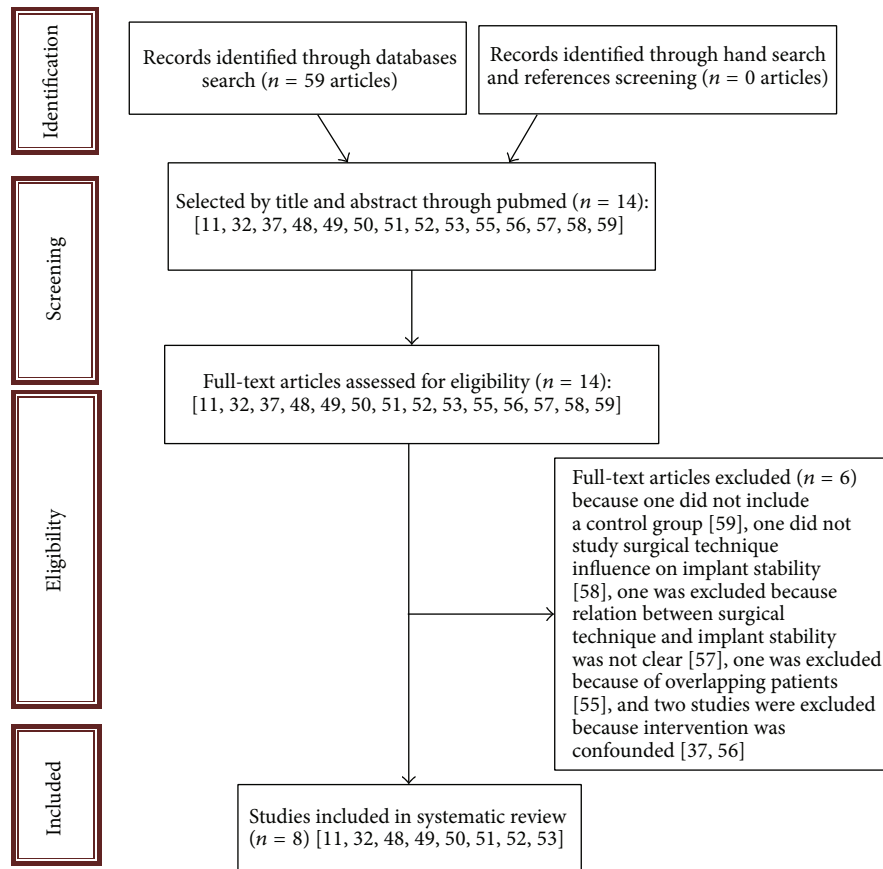 Identification
Records identified through databases
search (n = 59 articles)
Records identified through hand search
and references screening (n = 0 articles)
Screening
Selected by title and abstract through pubmed (n = 14):
[11, 32, 37, 48, 49, 50, 51, 52, 53, 55, 56, 57, 58, 59]
Full-text articles assessed for eligibility (n = 14):
[11, 32, 37, 48, 49, 50, 51, 52, 53, 55, 56, 57, 58, 59]
Eligibility
Full-text articles excluded (n = 6)
because one did not include
a control group [59], one did not
study surgical technique
influence on implant stability
[58], one was excluded because
relation between surgical
technique and implant stability
was not clear [57], one was excluded
because of overlapping patients
[55], and two studies were excluded
because intervention was
confounded [37, 56]
Included
Studies included in systematic review
(n = 8) [11, 32, 48, 49, 50, 51, 52, 53]